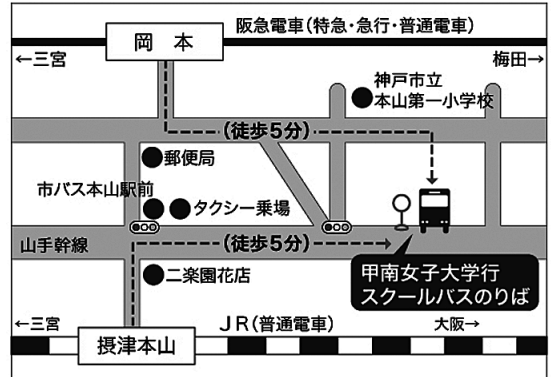 阪急電車(特急・急行・普通電車)
岡本
←三宮
梅田→
神戸市立
本山第一小学校
(徒歩5分)
郵便局
市バス本山駅前
タクシー乗場
山手幹線
(徒歩5分)
二楽園花店
甲南女子大学行
スクールバスのりば
←三宮
JR(普通電車)
大阪→
摂津本山